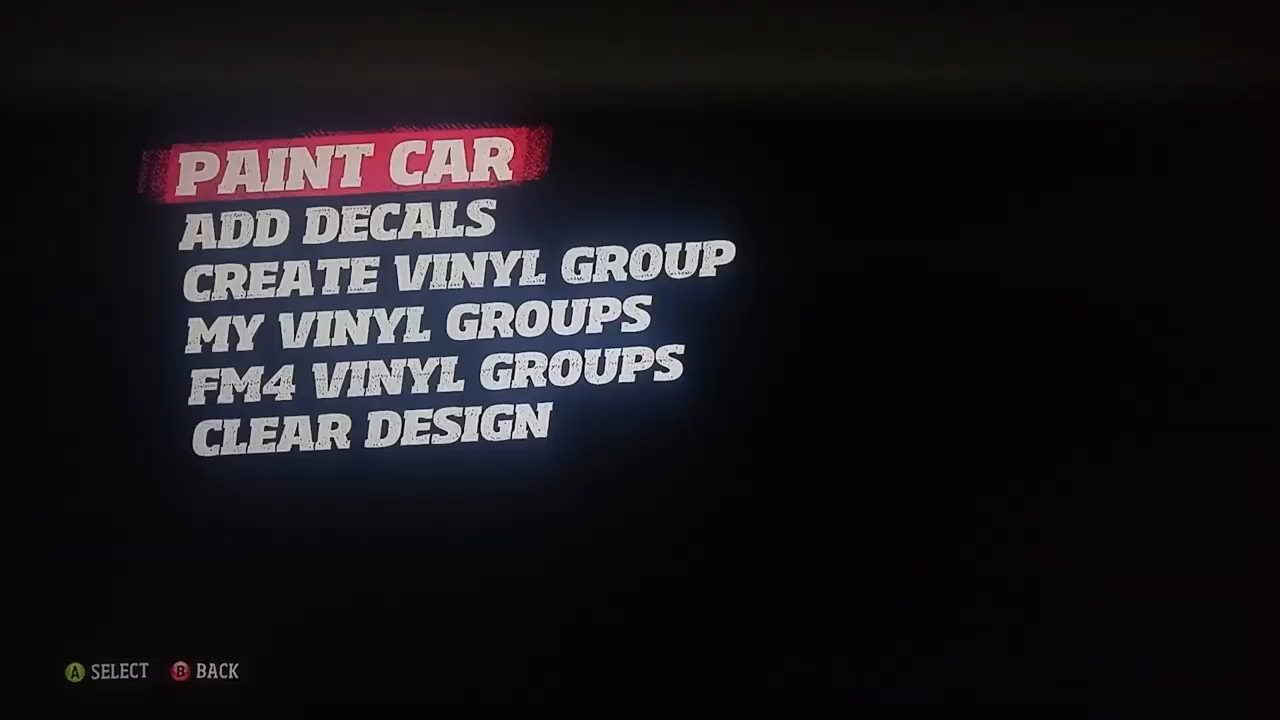 PAINT CAR
ADD DECALS
CREATE VINYL GROUP
MY VINYL GROUPS
FM4 VINYL GROUPS
CLEAR DESIGN
A SELECT B BACK